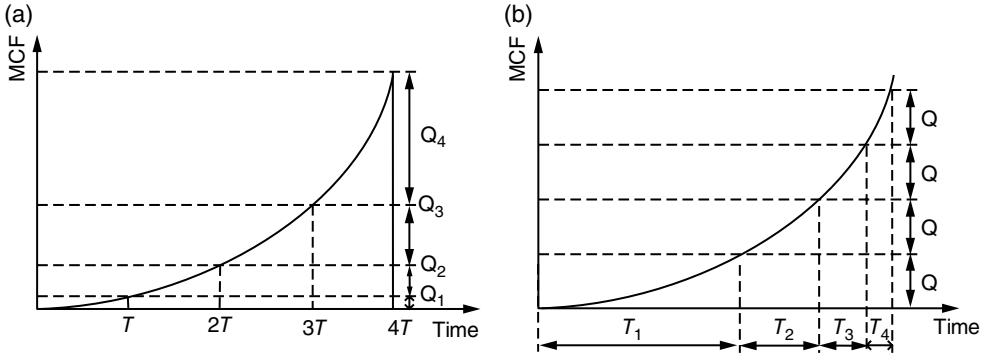 (a)
MCF
Q₄
Q₃
Q₂
Q₁
T 2T 3T 4T Time
(b)
MCF
Q
Q
Q
Q
T₁ T₂ T₃ T₄ Time